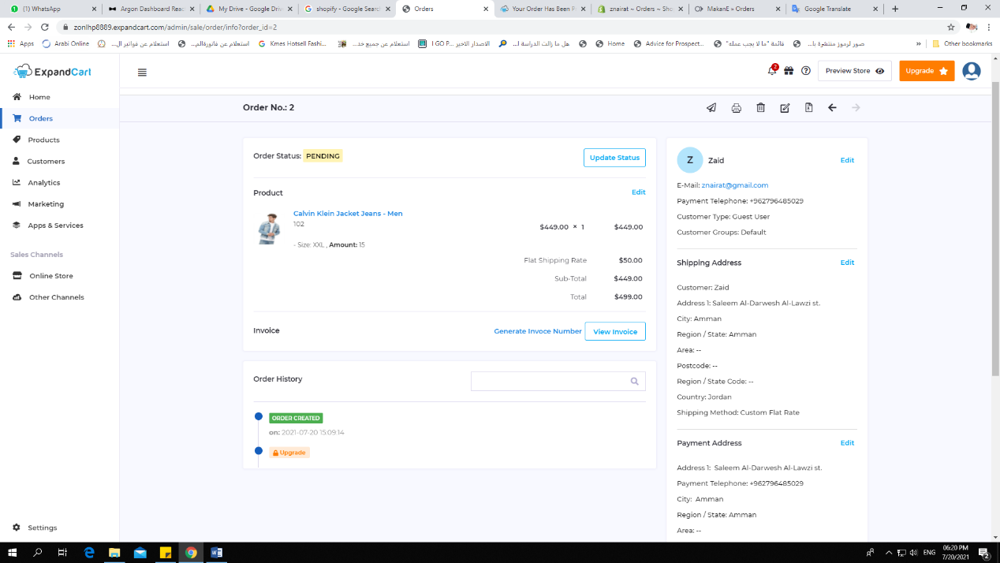 (1) WhatsApp
Argon Dashboard Reac
My Drive - Google Driv
shopify - Google Searc
Orders
Your Order Has Been P
znairat ~ Orders ~ Sho
MakanE » Orders
Google Translate
zonlhp8889.expandcart.com/admin/sale/order/info?order_id=2
Apps
Arabi Online
استعلام عن فواتير ال...
استعلام عن فاتورةالم...
Kmes Hotsell Fashi...
استعلام عن جميع خد...
الاصدار الاخير ...I GO P
هل ما زالت الدراسة ا...
Home
Advice for Prospect...
قائمة "ما لا يجب عمله"
صور لرموز منتشرة با...
»
Other bookmarks
ExpandCart
2
Preview Store
Upgrade
Home
Orders
Products
Customers
Analytics
Marketing
Apps & Services
Sales Channels
Online Store
Other Channels
Settings
Order No.: 2
Order Status: PENDING
Update Status
Product
Edit
Calvin Klein Jacket Jeans - Men
102
$449.00 × 1
$449.00
- Size: XXL , Amount: 15
Flat Shipping Rate $50.00
Sub-Total $449.00
Total $499.00
Invoice
Generate Invoce Number
View Invoice
Order History
ORDER CREATED
on: 2021-07-20 15:09:14
Upgrade
Z
Zaid
Edit
E-Mail: znairat@gmail.com
Payment Telephone: +962796485029
Customer Type: Guest User
Customer Groups: Default
Shipping Address
Edit
Customer: Zaid
Address 1: Saleem Al-Darwesh Al-Lawzi st.
City: Amman
Region / State: Amman
Area: --
Postcode: --
Region / State Code: --
Country: Jordan
Shipping Method: Custom Flat Rate
Payment Address
Edit
Address 1: Saleem Al-Darwesh Al-Lawzi st.
Payment Telephone: +962796485029
City: Amman
Region / State: Amman
Area: --
ENG
06:20 PM
7/20/2021
2